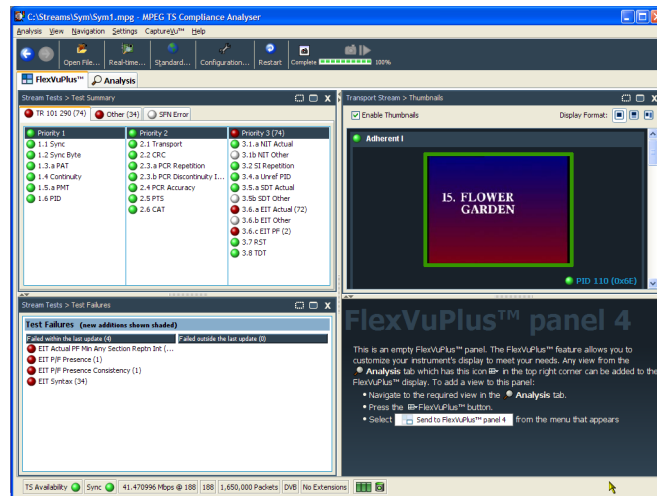 C:\Streams\Sym\Sym1.mpg - MPEG TS Compliance Analyser
Analysis View Navigation Settings CaptureVu™ Help
Open File... Real-time... Standard... Configuration... Restart Complete 100%
FlexVuPlus™ Analysis
Stream Tests > Test Summary
TR 101 290 (74) Other (34) SFN Error
Priority 1
1.1 Sync
1.2 Sync Byte
1.3.a PAT
1.4 Continuity
1.5.a PMT
1.6 PID
Priority 2
2.1 Transport
2.2 CRC
2.3.a PCR Repetition
2.3.b PCR Discontinuity I...
2.4 PCR Accuracy
2.5 PTS
2.6 CAT
Priority 3 (74)
3.1.a NIT Actual
3.1b NIT Other
3.2 SI Repetition
3.4.a Unref PID
3.5.a SDT Actual
3.5b SDT Other
3.6.a EIT Actual (72)
3.6.b EIT Other
3.6.c EIT PF (2)
3.7 RST
3.8 TDT
Transport Stream > Thumbnails
Enable Thumbnails Display Format:
Adherent I
15. FLOWER
GARDEN
PID 110 (0x6E)
Stream Tests > Test Failures
Test Failures (new additions shown shaded)
Failed within the last update (4) Failed outside the last update (0)
EIT Actual PF Min Any Section Reptn Int (...
EIT P/F Presence (1)
EIT P/F Presence Consistency (1)
EIT Syntax (34)
FlexVuPlus™ panel 4
This is an empty FlexVuPlus™ panel. The FlexVuPlus™ feature allows you to
customize your instrument's display to meet your needs. Any view from the
Analysis tab which has this icon in the top right corner can be added to the
FlexVuPlus™ display. To add a view to this panel:
• Navigate to the required view in the Analysis tab.
• Press the FlexVuPlus™ button.
• Select Send to FlexVuPlus™ panel 4 from the menu that appears
TS Availability Sync 41.470996 Mbps @ 188 188 1,650,000 Packets DVB No Extensions